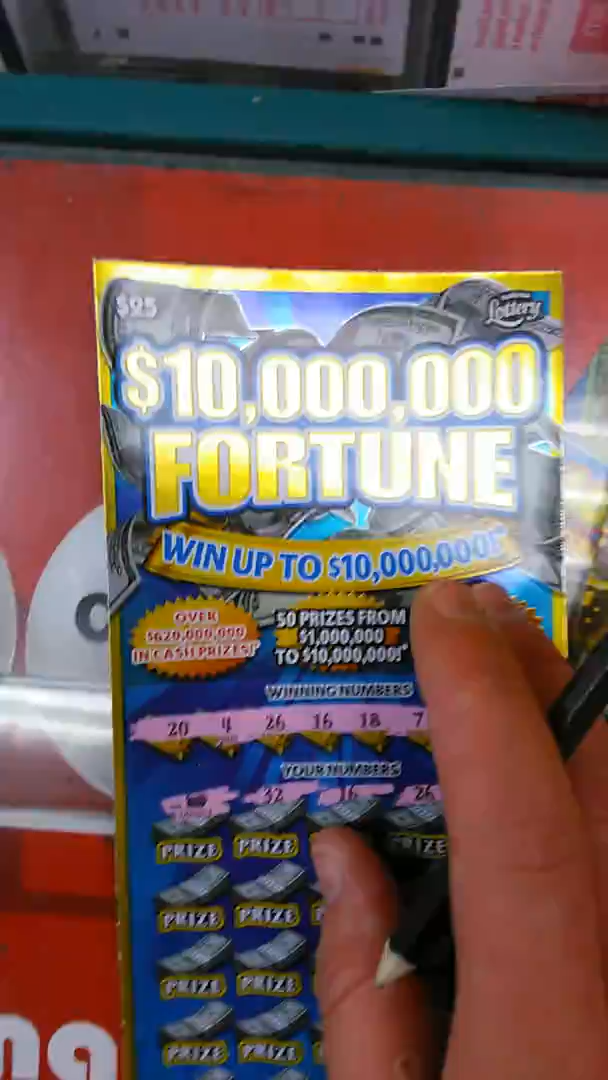 $25
Lottery
$10,000,000
FORTUNE
WIN UP TO $10,000,000!*
OVER
$620,000,000
IN CASH PRIZES!*
50 PRIZES FROM
$1,000,000
TO $10,000,000!*
WINNING NUMBERS
20 4 26 16 18 7
YOUR NUMBERS
32 16 26
PRIZE PRIZE PRIZE
PRIZE PRIZE
PRIZE PRIZE
PRIZE PRIZE
na